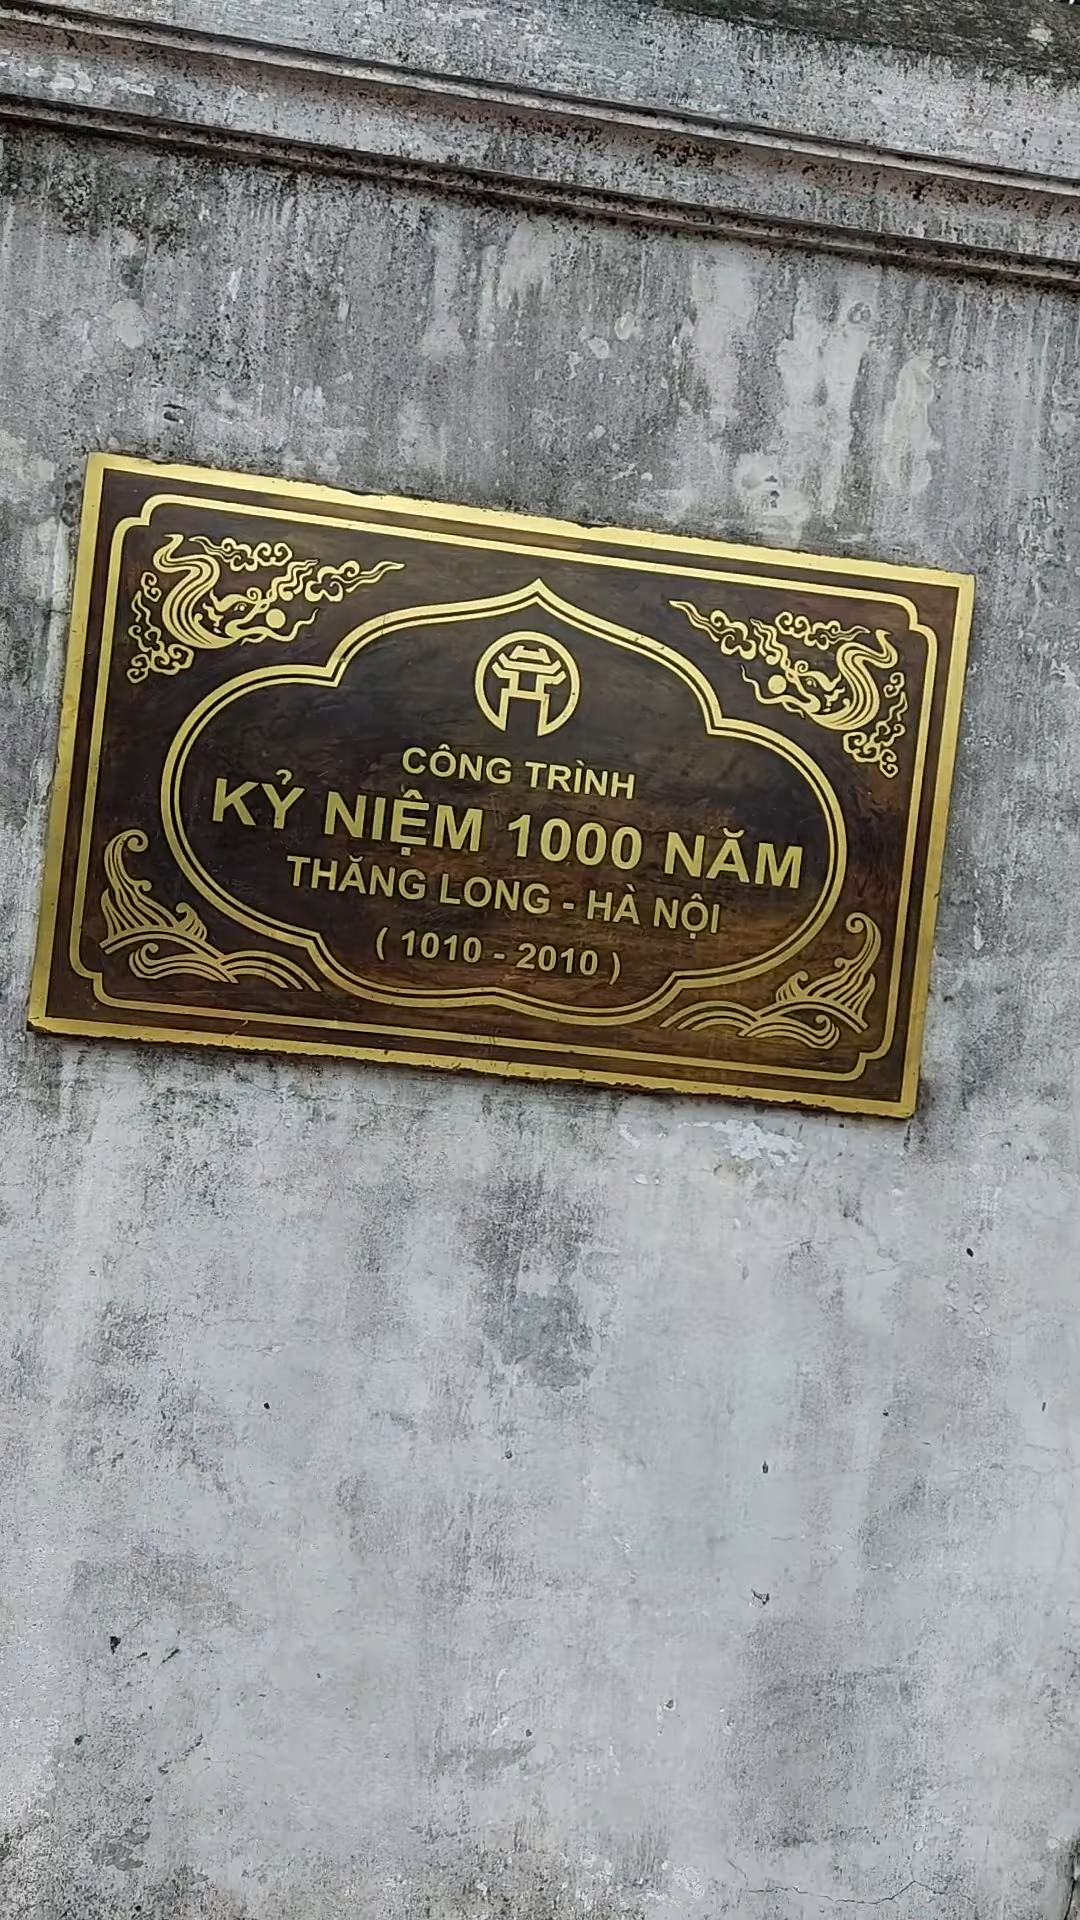 CÔNG TRÌNH
KỶ NIỆM 1000 NĂM
THĂNG LONG - HÀ NỘI
( 1010 - 2010 )